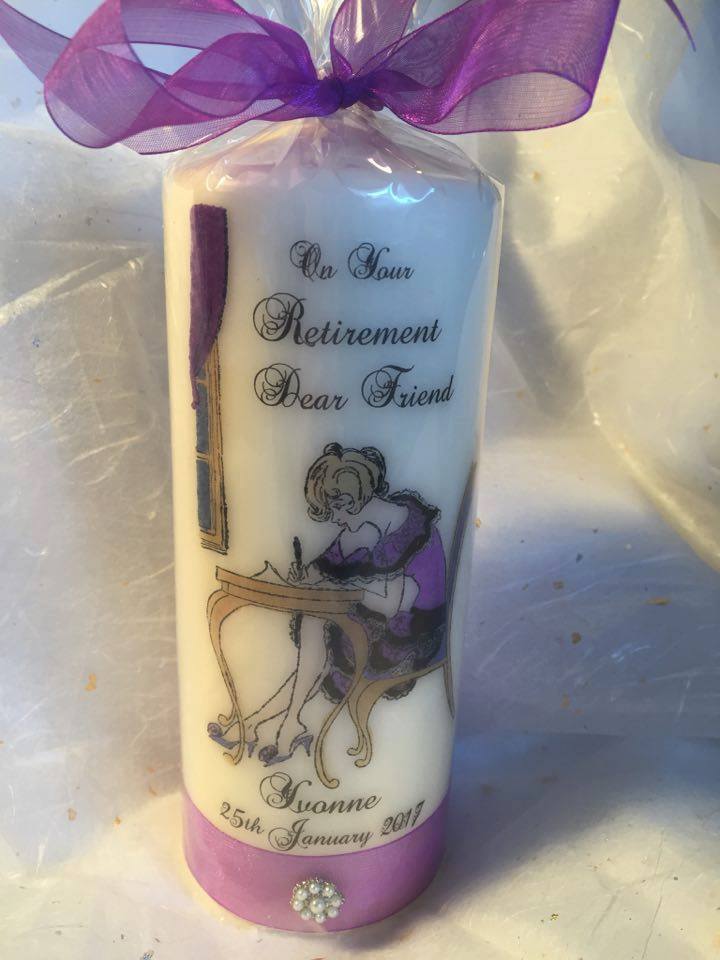 On Your
Retirement
Dear Friend
Yvonne
25th January 2017